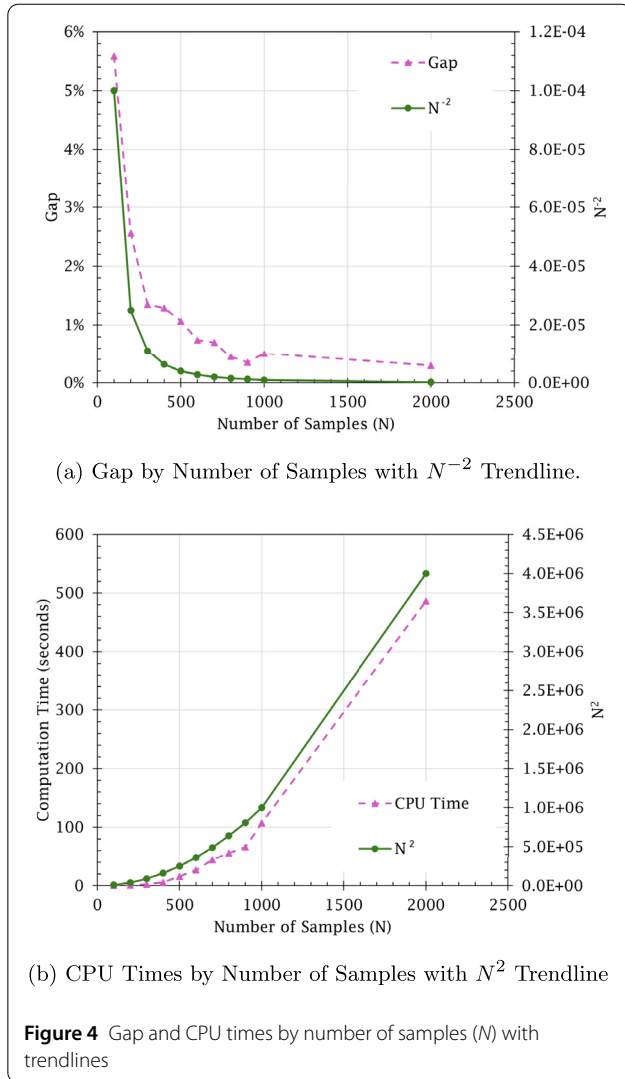 6%
5%
4%
3%
2%
1%
0%
Gap
1.2E-04
1.0E-04
8.0E-05
6.0E-05
4.0E-05
2.0E-05
0.0E+00
N⁻²
Gap
N⁻²
0 500 1000 1500 2000 2500
Number of Samples (N)
(a) Gap by Number of Samples with N⁻² Trendline.
600
500
400
300
200
100
0
Computation Time (seconds)
4.5E+06
4.0E+06
3.5E+06
3.0E+06
2.5E+06
2.0E+06
1.5E+06
1.0E+06
5.0E+05
0.0E+00
N²
CPU Time
N²
0 500 1000 1500 2000 2500
Number of Samples (N)
(b) CPU Times by Number of Samples with N² Trendline
Figure 4 Gap and CPU times by number of samples (N) with
trendlines